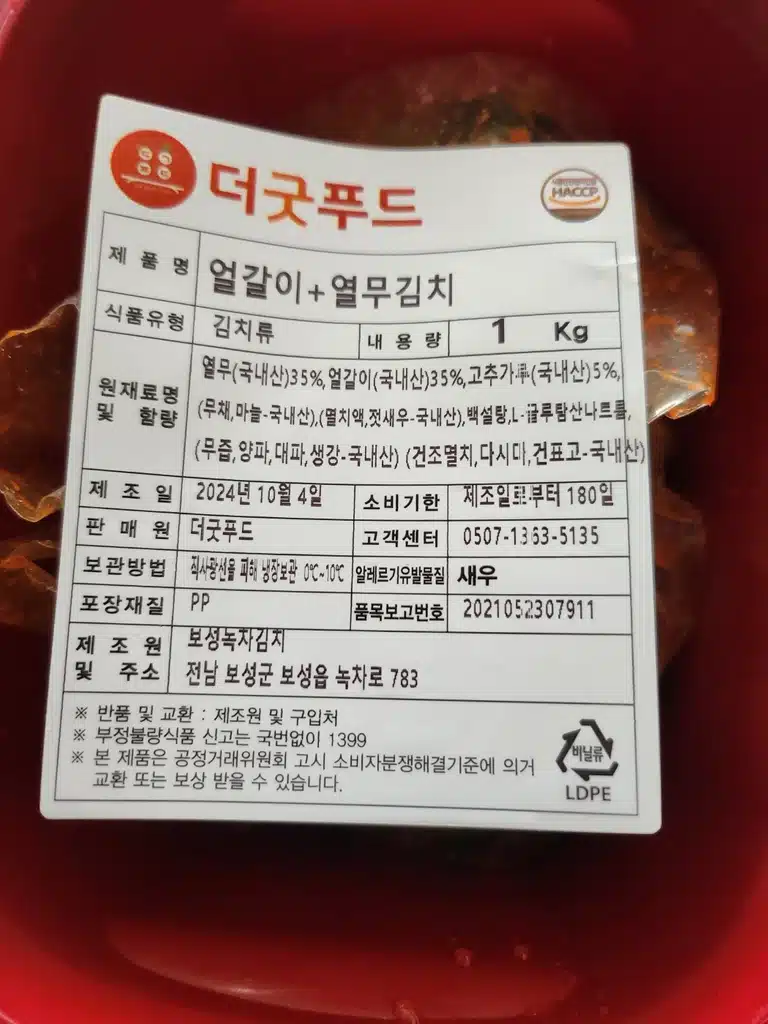 더굿푸드
HACCP
제 품 명 얼갈이+열무김치
식품유형 김치류 내 용 량 1 Kg
원재료명 및 함량
열무(국내산)35%,얼갈이(국내산)35%,고추가루(국내산)5%,
(무채,마늘-국내산),(멸치액,젓새우-국내산),백설탕,L-글루탐산나트륨,
(무즙,양파,대파,생강-국내산) (건조멸치,다시마,건표고-국내산)
제 조 일 2024년 10월 4일 소비기한 제조일로부터 180일
판 매 원 더굿푸드 고객센터 0507-1363-5135
보관방법 직사광선을 피해 냉장보관 0℃~10℃ 알레르기유발물질 새우
포장재질 PP 품목보고번호 2021052307911
제 조 원 및 주소
보성녹차김치
전남 보성군 보성읍 녹차로 783
※ 반품 및 교환 : 제조원 및 구입처
※ 부정불량식품 신고는 국번없이 1399
※ 본 제품은 공정거래위원회 고시 소비자분쟁해결기준에 의거
교환 또는 보상 받을 수 있습니다.
비닐류
LDPE